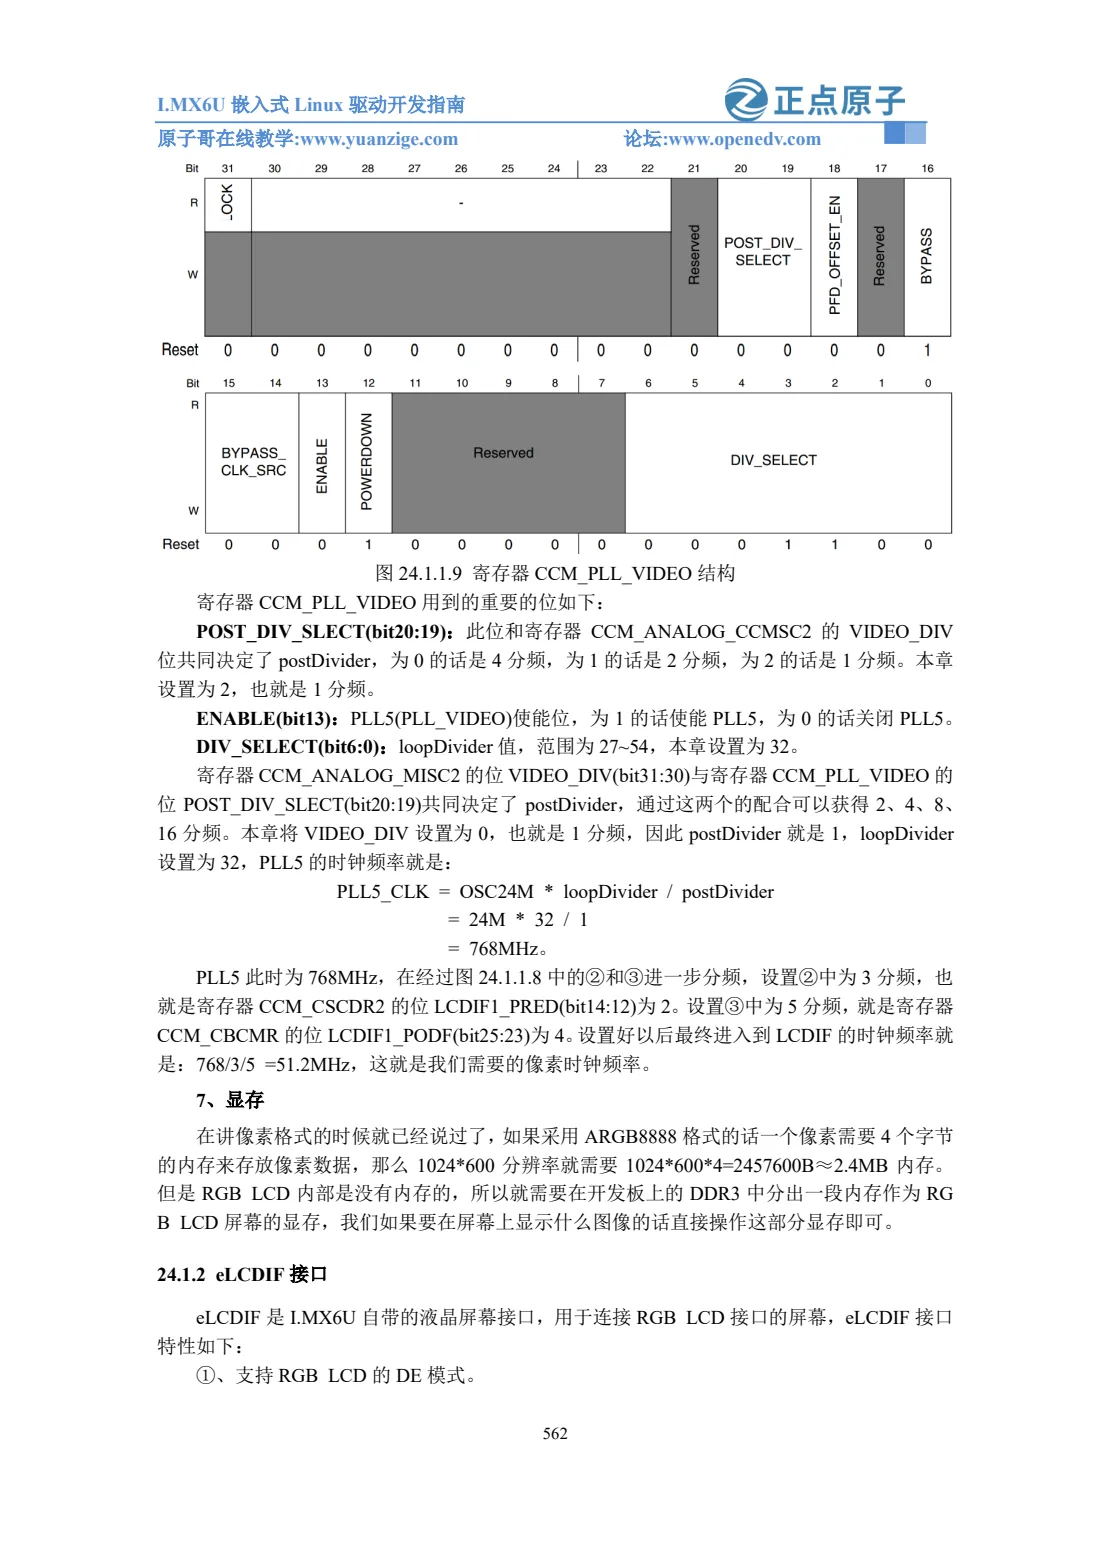 I.MX6U 嵌入式 Linux 驱动开发指南
正点原子
原子哥在线教学:www.yuanzige.com 论坛:www.openedv.com
Bit 31 30 29 28 27 26 25 24 23 22 21 20 19 18 17 16
R LOCK -
W Reserved POST_DIV_SELECT PFD_OFFSET_EN Reserved BYPASS
Reset 0 0 0 0 0 0 0 0 0 0 0 0 0 0 0 1
Bit 15 14 13 12 11 10 9 8 7 6 5 4 3 2 1 0
R
BYPASS_CLK_SRC ENABLE POWERDOWN Reserved DIV_SELECT
W
Reset 0 0 0 1 0 0 0 0 0 0 0 0 1 1 0 0
图 24.1.1.9 寄存器 CCM_PLL_VIDEO 结构
寄存器 CCM_PLL_VIDEO 用到的重要的位如下：
POST_DIV_SLECT(bit20:19)：此位和寄存器 CCM_ANALOG_CCMSC2 的 VIDEO_DIV
位共同决定了 postDivider，为 0 的话是 4 分频，为 1 的话是 2 分频，为 2 的话是 1 分频。本章
设置为 2，也就是 1 分频。
ENABLE(bit13)：PLL5(PLL_VIDEO)使能位，为 1 的话使能 PLL5，为 0 的话关闭 PLL5。
DIV_SELECT(bit6:0)：loopDivider 值，范围为 27~54，本章设置为 32。
寄存器 CCM_ANALOG_MISC2 的位 VIDEO_DIV(bit31:30)与寄存器 CCM_PLL_VIDEO 的
位 POST_DIV_SLECT(bit20:19)共同决定了 postDivider，通过这两个的配合可以获得 2、4、8、
16 分频。本章将 VIDEO_DIV 设置为 0，也就是 1 分频，因此 postDivider 就是 1，loopDivider
设置为 32，PLL5 的时钟频率就是：
PLL5_CLK = OSC24M * loopDivider / postDivider
= 24M * 32 / 1
= 768MHz。
PLL5 此时为 768MHz，在经过图 24.1.1.8 中的②和③进一步分频，设置②中为 3 分频，也
就是寄存器 CCM_CSCDR2 的位 LCDIF1_PRED(bit14:12)为 2。设置③中为 5 分频，就是寄存器
CCM_CBCMR 的位 LCDIF1_PODF(bit25:23)为 4。设置好以后最终进入到 LCDIF 的时钟频率就
是：768/3/5 =51.2MHz，这就是我们需要的像素时钟频率。
7、显存
在讲像素格式的时候就已经说过了，如果采用 ARGB8888 格式的话一个像素需要 4 个字节
的内存来存放像素数据，那么 1024*600 分辨率就需要 1024*600*4=2457600B≈2.4MB 内存。
但是 RGB LCD 内部是没有内存的，所以就需要在开发板上的 DDR3 中分出一段内存作为 RG
B LCD 屏幕的显存，我们如果要在屏幕上显示什么图像的话直接操作这部分显存即可。
24.1.2 eLCDIF 接口
eLCDIF 是 I.MX6U 自带的液晶屏幕接口，用于连接 RGB LCD 接口的屏幕，eLCDIF 接口
特性如下：
①、支持 RGB LCD 的 DE 模式。
562